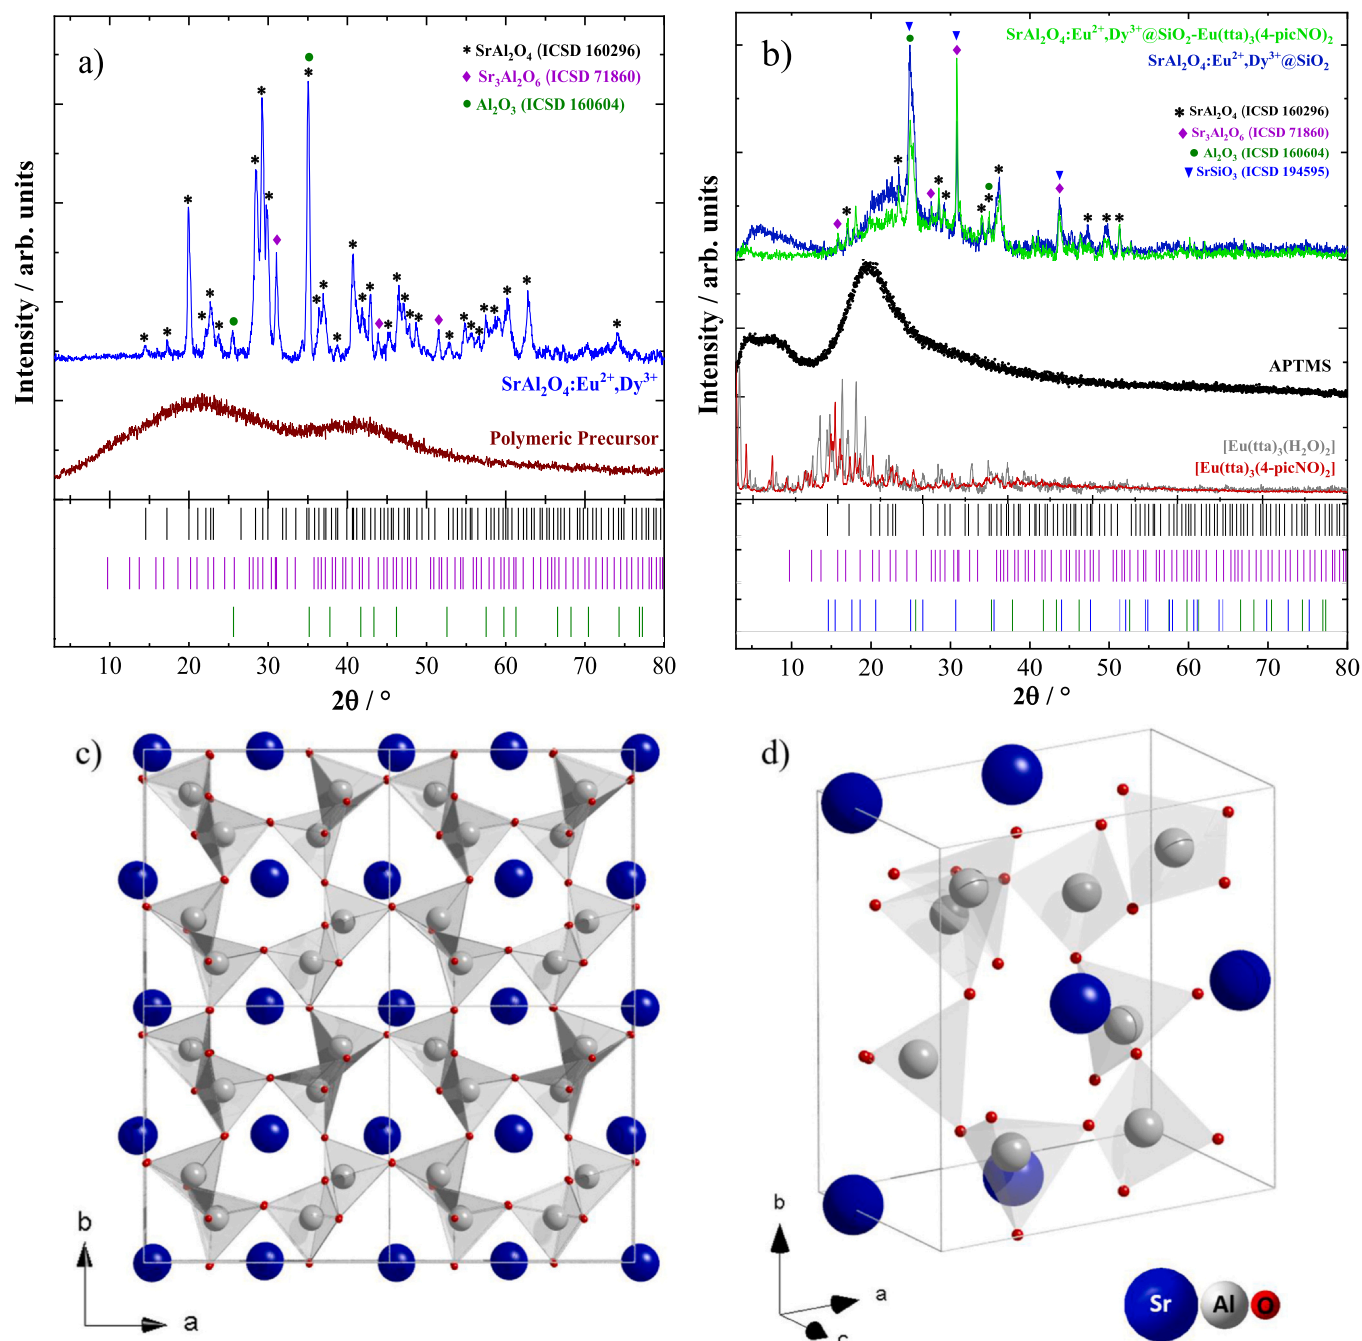 a)
* SrAl₂O₄ (ICSD 160296)
♦ Sr₃Al₂O₆ (ICSD 71860)
● Al₂O₃ (ICSD 160604)
Intensity / arb. units
SrAl₂O₄:Eu²⁺,Dy³⁺
Polymeric Precursor
10 20 30 40 50 60 70 80
2θ / °
b)
SrAl₂O₄:Eu²⁺,Dy³⁺@SiO₂-Eu(tta)₃(4-picNO)₂
SrAl₂O₄:Eu²⁺,Dy³⁺@SiO₂
* SrAl₂O₄ (ICSD 160296)
♦ Sr₃Al₂O₆ (ICSD 71860)
● Al₂O₃ (ICSD 160604)
▼ SrSiO₃ (ICSD 194595)
Intensity / arb. units
APTMS
[Eu(tta)₃(H₂O)₂]
[Eu(tta)₃(4-picNO)₂]
10 20 30 40 50 60 70 80
2θ / °
c)
b
a
d)
b
a
c
Sr Al O